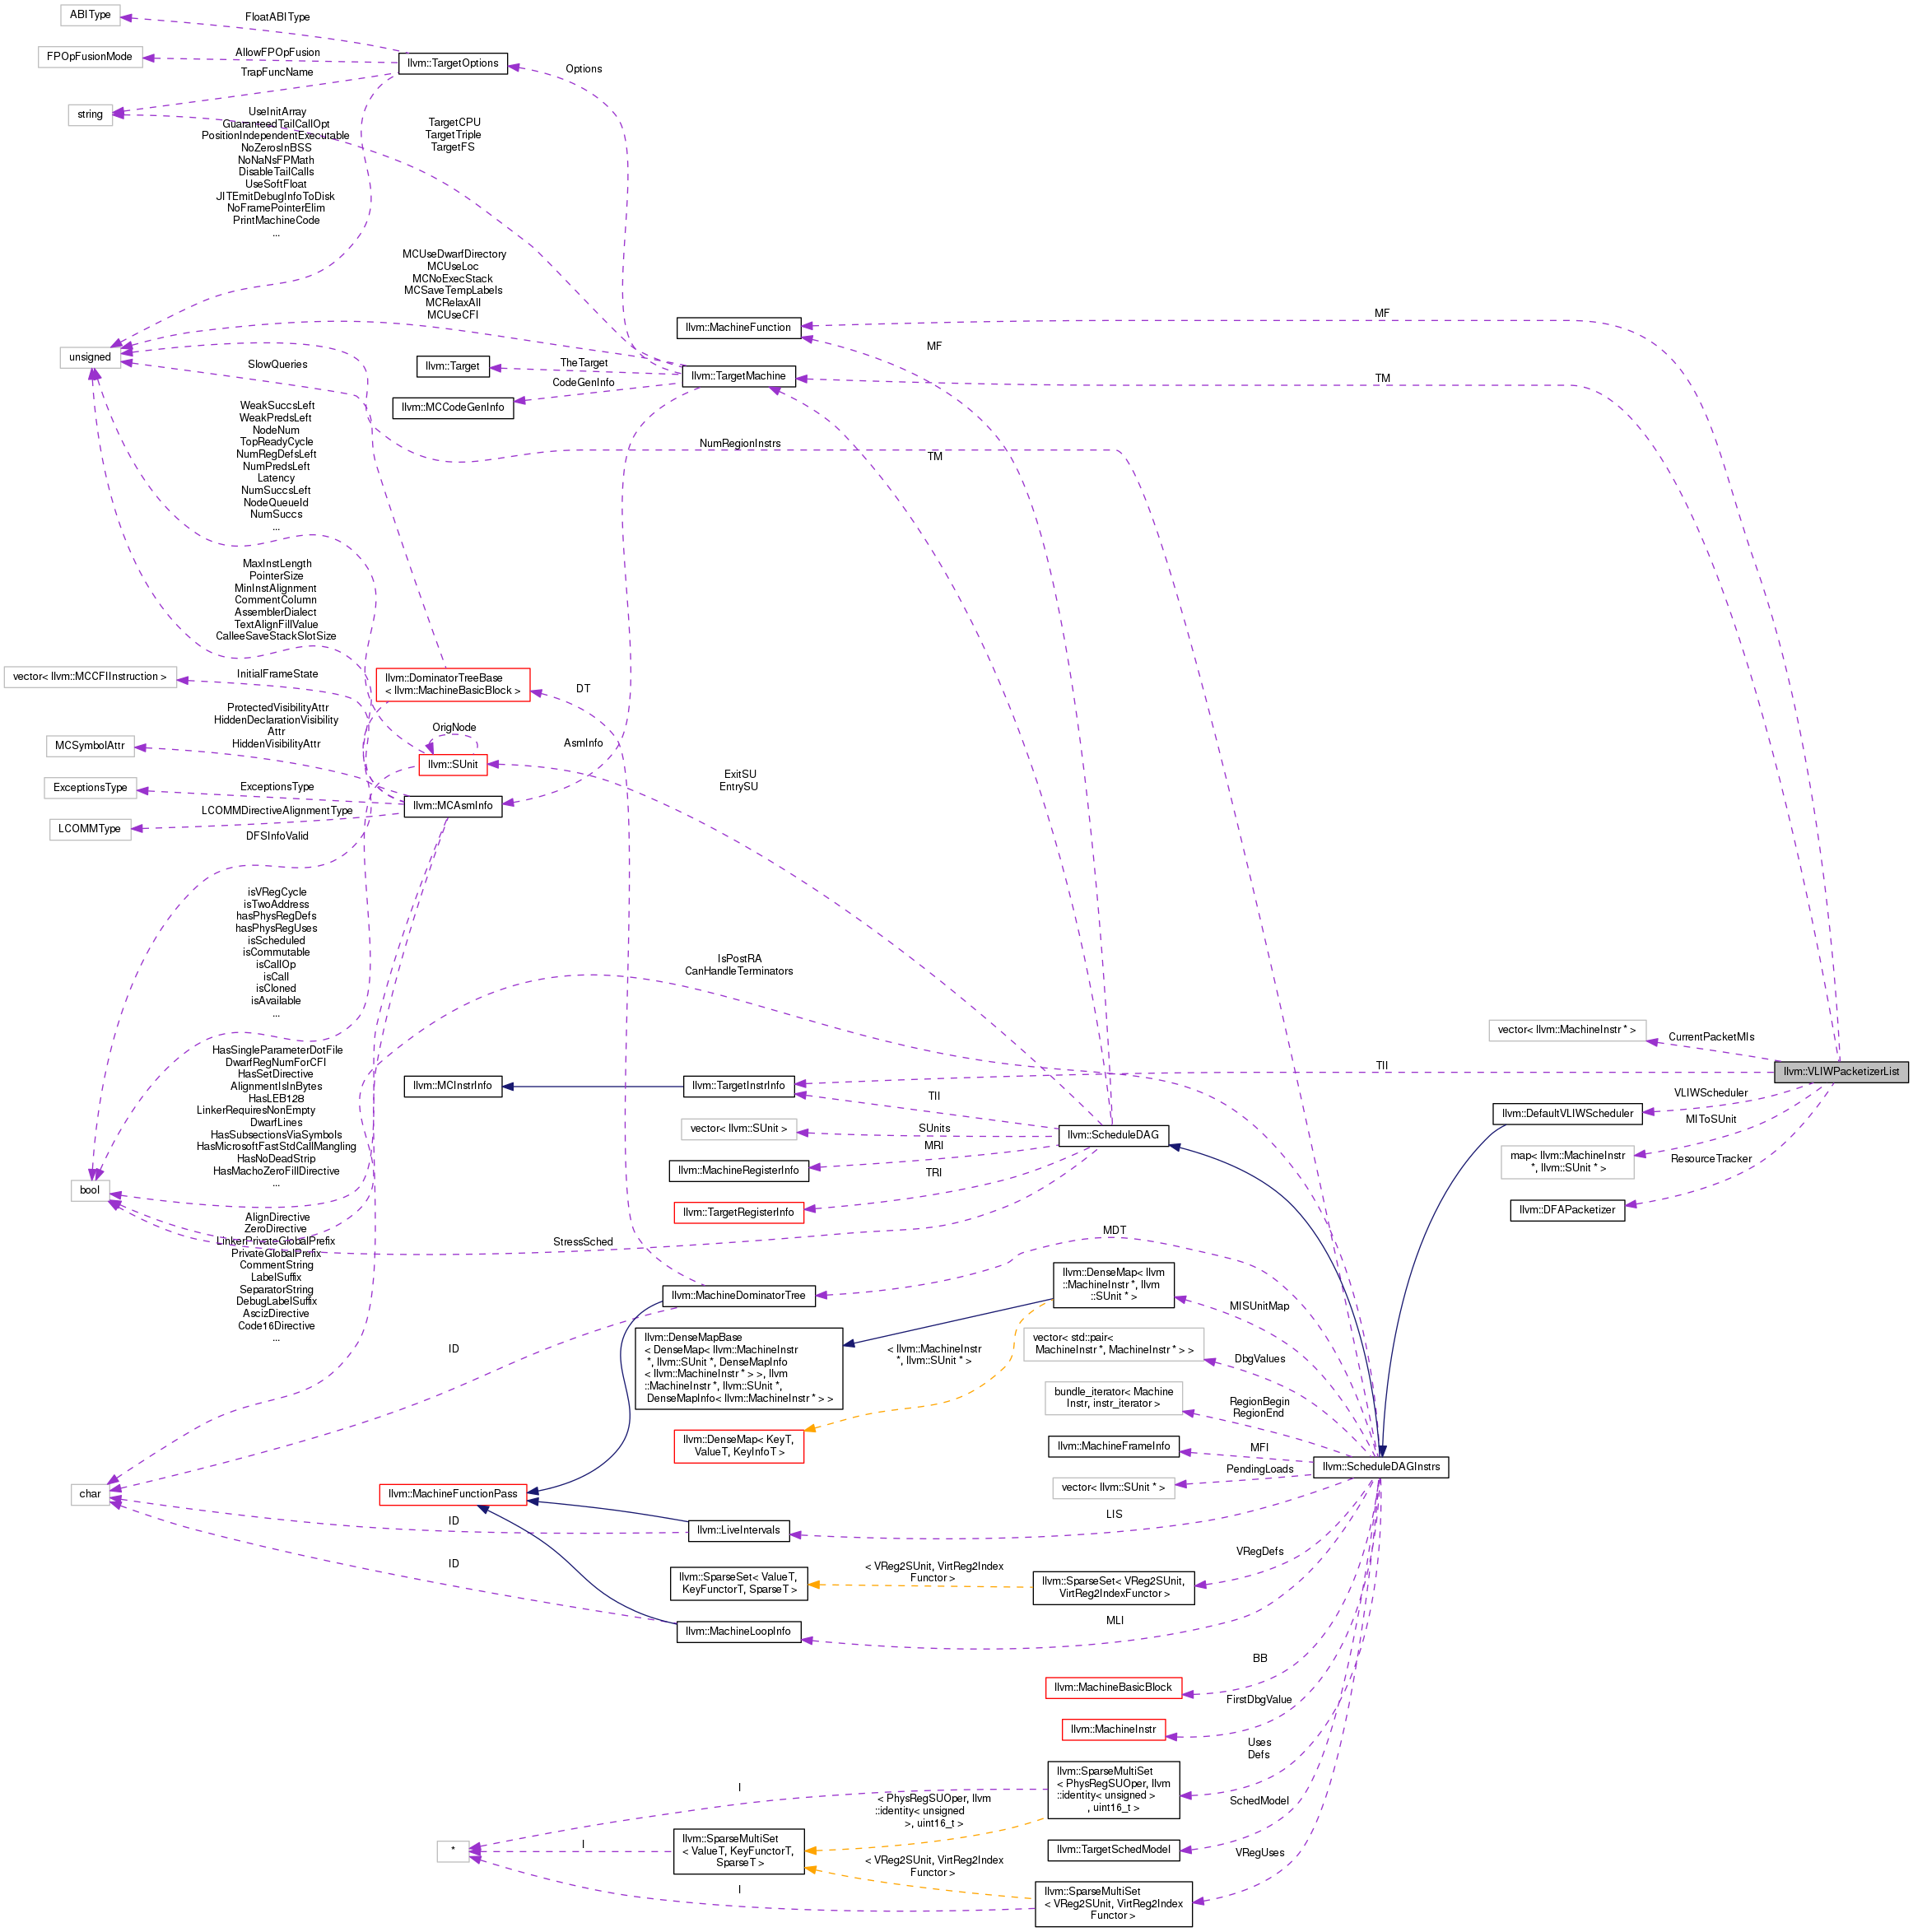 ABIType
FloatABIType
FPOpFusionMode
AllowFPOpFusion
llvm::TargetOptions
Options
TrapFuncName
string
UseInitArray
GuaranteedTailCallOpt
PositionIndependentExecutable
NoZerosInBSS
NoNaNsFPMath
DisableTailCalls
UseSoftFloat
JITEmitDebugInfoToDisk
NoFramePointerElim
PrintMachineCode
...
TargetCPU
TargetTriple
TargetFS
MCUseDwarfDirectory
MCUseLoc
MCNoExecStack
MCSaveTempLabels
MCRelaxAll
MCUseCFI
llvm::MachineFunction
MF
MF
unsigned
SlowQueries
llvm::Target
TheTarget
llvm::TargetMachine
TM
CodeGenInfo
llvm::MCCodeGenInfo
WeakSuccsLeft
WeakPredsLeft
NodeNum
TopReadyCycle
NumRegDefsLeft
NumPredsLeft
Latency
NumSuccsLeft
NodeQueueId
NumSuccs
...
NumRegionInstrs
TM
MaxInstLength
PointerSize
MinInstAlignment
CommentColumn
AssemblerDialect
TextAlignFillValue
CalleeSaveStackSlotSize
vector< llvm::MCCFIInstruction >
InitialFrameState
llvm::DominatorTreeBase
< llvm::MachineBasicBlock >
DT
ProtectedVisibilityAttr
HiddenDeclarationVisibility
Attr
HiddenVisibilityAttr
MCSymbolAttr
OrigNode
llvm::SUnit
AsmInfo
ExitSU
EntrySU
ExceptionsType
ExceptionsType
llvm::MCAsmInfo
LCOMMDirectiveAlignmentType
LCOMMType
DFSInfoValid
isVRegCycle
isTwoAddress
hasPhysRegDefs
hasPhysRegUses
isScheduled
isCommutable
isCallOp
isCall
isCloned
isAvailable
...
IsPostRA
CanHandleTerminators
vector< llvm::MachineInstr * >
CurrentPacketMIs
llvm::VLIWPacketizerList
TII
HasSingleParameterDotFile
DwarfRegNumForCFI
HasSetDirective
AlignmentIsInBytes
HasLEB128
LinkerRequiresNonEmpty
DwarfLines
HasSubsectionsViaSymbols
HasMicrosoftFastStdCallMangling
HasNoDeadStrip
HasMachoZeroFillDirective
...
llvm::MCInstrInfo
llvm::TargetInstrInfo
TII
VLIWScheduler
llvm::DefaultVLIWScheduler
MIToSUnit
vector< llvm::SUnit >
SUnits
llvm::ScheduleDAG
map< llvm::MachineInstr
*, llvm::SUnit * >
ResourceTracker
llvm::MachineRegisterInfo
MRI
TRI
bool
llvm::TargetRegisterInfo
llvm::DFAPacketizer
AlignDirective
ZeroDirective
LinkerPrivateGlobalPrefix
PrivateGlobalPrefix
CommentString
LabelSuffix
SeparatorString
DebugLabelSuffix
AscizDirective
Code16Directive
...
StressSched
MDT
llvm::MachineDominatorTree
llvm::DenseMap< llvm
::MachineInstr *, llvm
::SUnit * >
MISUnitMap
llvm::DenseMapBase
< DenseMap< llvm::MachineInstr
*, llvm::SUnit *, DenseMapInfo
< llvm::MachineInstr * > >, llvm
::MachineInstr *, llvm::SUnit *,
DenseMapInfo< llvm::MachineInstr * > >
< llvm::MachineInstr
*, llvm::SUnit * >
vector< std::pair<
MachineInstr *, MachineInstr * > >
DbgValues
ID
bundle_iterator< Machine
Instr, instr_iterator >
RegionBegin
RegionEnd
llvm::DenseMap< KeyT,
ValueT, KeyInfoT >
llvm::MachineFrameInfo
MFI
llvm::ScheduleDAGInstrs
vector< llvm::SUnit * >
PendingLoads
char
llvm::MachineFunctionPass
LIS
ID
llvm::LiveIntervals
VRegDefs
ID
llvm::SparseSet< ValueT,
KeyFunctorT, SparseT >
< VReg2SUnit, VirtReg2Index
Functor >
llvm::SparseSet< VReg2SUnit,
VirtReg2IndexFunctor >
MLI
llvm::MachineLoopInfo
BB
llvm::MachineBasicBlock
FirstDbgValue
llvm::MachineInstr
Uses
Defs
llvm::SparseMultiSet
< PhysRegSUOper, llvm
::identity< unsigned >
, uint16_t >
I
< PhysRegSUOper, llvm
::identity< unsigned
>, uint16_t >
SchedModel
*
I
llvm::SparseMultiSet
< ValueT, KeyFunctorT,
SparseT >
llvm::TargetSchedModel
VRegUses
< VReg2SUnit, VirtReg2Index
Functor >
I
llvm::SparseMultiSet
< VReg2SUnit, VirtReg2Index
Functor >